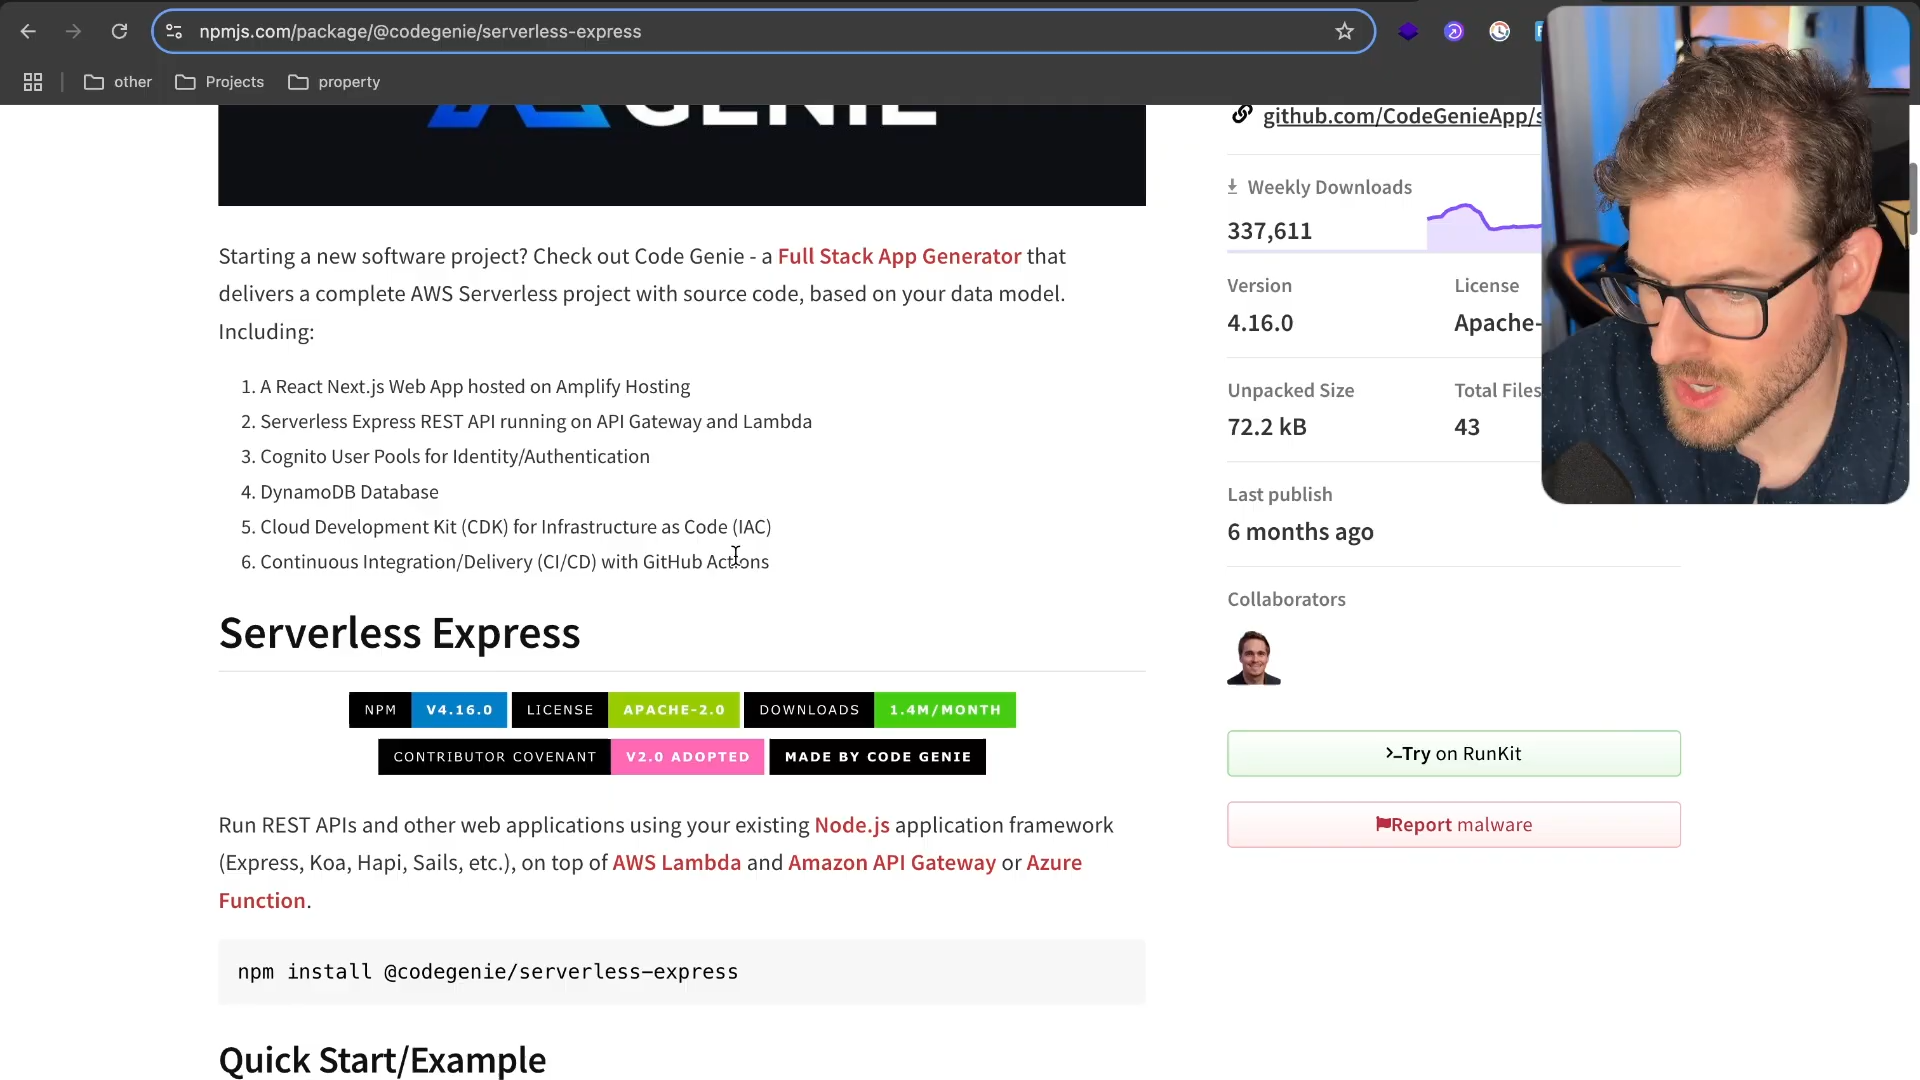 npmjs.com/package/@codegenie/serverless-express
other
Projects
property
GENIE
Starting a new software project? Check out Code Genie - a Full Stack App Generator that
delivers a complete AWS Serverless project with source code, based on your data model.
Including:
1. A React Next.js Web App hosted on Amplify Hosting
2. Serverless Express REST API running on API Gateway and Lambda
3. Cognito User Pools for Identity/Authentication
4. DynamoDB Database
5. Cloud Development Kit (CDK) for Infrastructure as Code (IAC)
6. Continuous Integration/Delivery (CI/CD) with GitHub Actions
Serverless Express
NPM V4.16.0 LICENSE APACHE-2.0 DOWNLOADS 1.4M/MONTH
CONTRIBUTOR COVENANT V2.0 ADOPTED MADE BY CODE GENIE
Run REST APIs and other web applications using your existing Node.js application framework
(Express, Koa, Hapi, Sails, etc.), on top of AWS Lambda and Amazon API Gateway or Azure
Function.
npm install @codegenie/serverless-express
Quick Start/Example
github.com/CodeGenieApp/s
Weekly Downloads
337,611
Version
License
4.16.0
Apache-
Unpacked Size
Total Files
72.2 kB
43
Last publish
6 months ago
Collaborators
Try on RunKit
Report malware